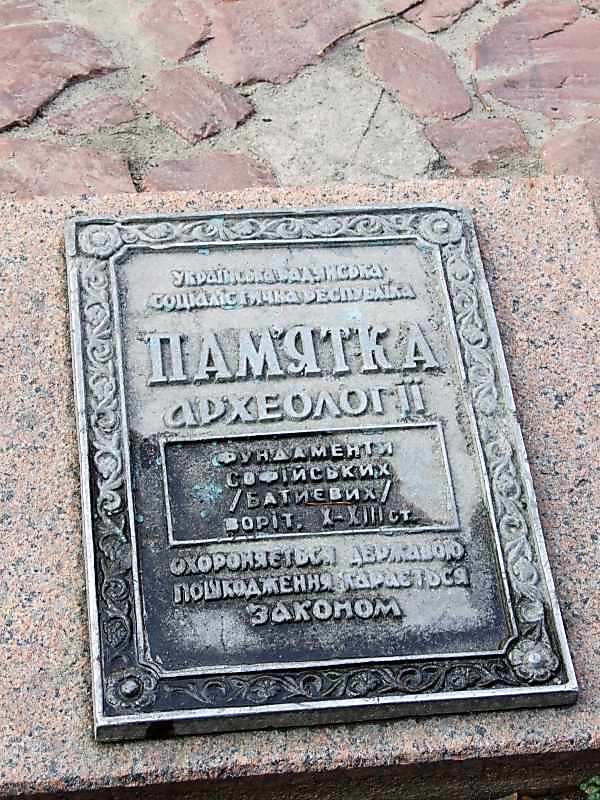 УКРАЇНСЬКА РАДЯНСЬКА
СОЦІАЛІСТИЧНА РЕСПУБЛІКА
ПАМ'ЯТКА
АРХЕОЛОГІЇ
ФУНДАМЕНТИ
СОФІЙСЬКИХ
/БАТИЄВИХ/
ВОРІТ. X-XIII СТ.
ОХОРОНЯЄТЬСЯ ДЕРЖАВОЮ
ПОШКОДЖЕННЯ КАРАЄТЬСЯ
ЗАКОНОМ